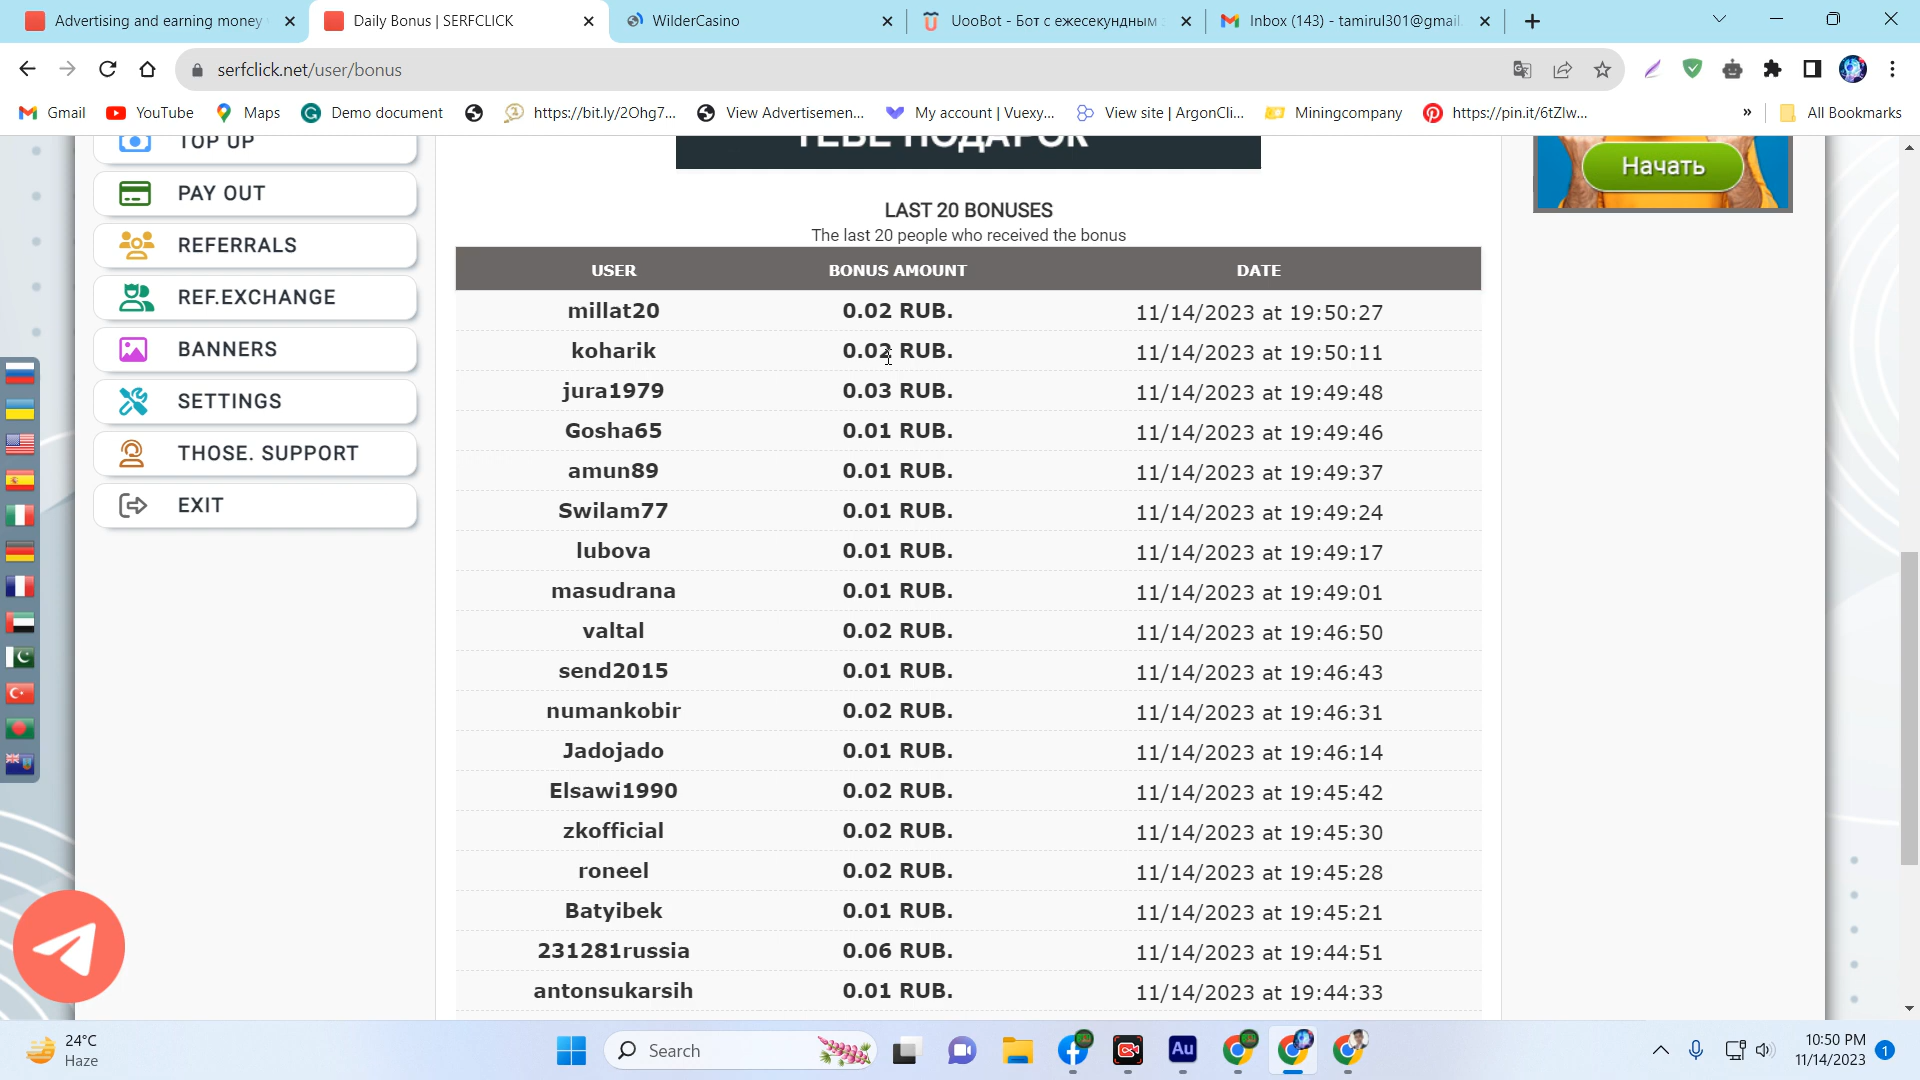 Advertising and earning money
Daily Bonus | SERFCLICK
WilderCasino
UooBot - Бот с ежесекундным
Inbox (143) - tamirul301@gmail.
serfclick.net/user/bonus
Gmail
YouTube
Maps
Demo document
https://bit.ly/2Ohg7...
View Advertisemen...
My account | Vuexy...
View site | ArgonCli...
Miningcompany
https://pin.it/6tZlw...
»
All Bookmarks
TOP UP
PAY OUT
REFERRALS
REF.EXCHANGE
BANNERS
SETTINGS
THOSE. SUPPORT
EXIT
ТЕБЕ ПОДАРОК
Начать
LAST 20 BONUSES
The last 20 people who received the bonus
USER BONUS AMOUNT DATE
millat20 0.02 RUB. 11/14/2023 at 19:50:27
koharik 0.02 RUB. 11/14/2023 at 19:50:11
jura1979 0.03 RUB. 11/14/2023 at 19:49:48
Gosha65 0.01 RUB. 11/14/2023 at 19:49:46
amun89 0.01 RUB. 11/14/2023 at 19:49:37
Swilam77 0.01 RUB. 11/14/2023 at 19:49:24
lubova 0.01 RUB. 11/14/2023 at 19:49:17
masudrana 0.01 RUB. 11/14/2023 at 19:49:01
valtal 0.02 RUB. 11/14/2023 at 19:46:50
send2015 0.01 RUB. 11/14/2023 at 19:46:43
numankobir 0.02 RUB. 11/14/2023 at 19:46:31
Jadojado 0.01 RUB. 11/14/2023 at 19:46:14
Elsawi1990 0.02 RUB. 11/14/2023 at 19:45:42
zkofficial 0.02 RUB. 11/14/2023 at 19:45:30
roneel 0.02 RUB. 11/14/2023 at 19:45:28
Batyibek 0.01 RUB. 11/14/2023 at 19:45:21
231281russia 0.06 RUB. 11/14/2023 at 19:44:51
antonsukarsih 0.01 RUB. 11/14/2023 at 19:44:33
24°C
Haze
Search
Au
10:50 PM
11/14/2023
1